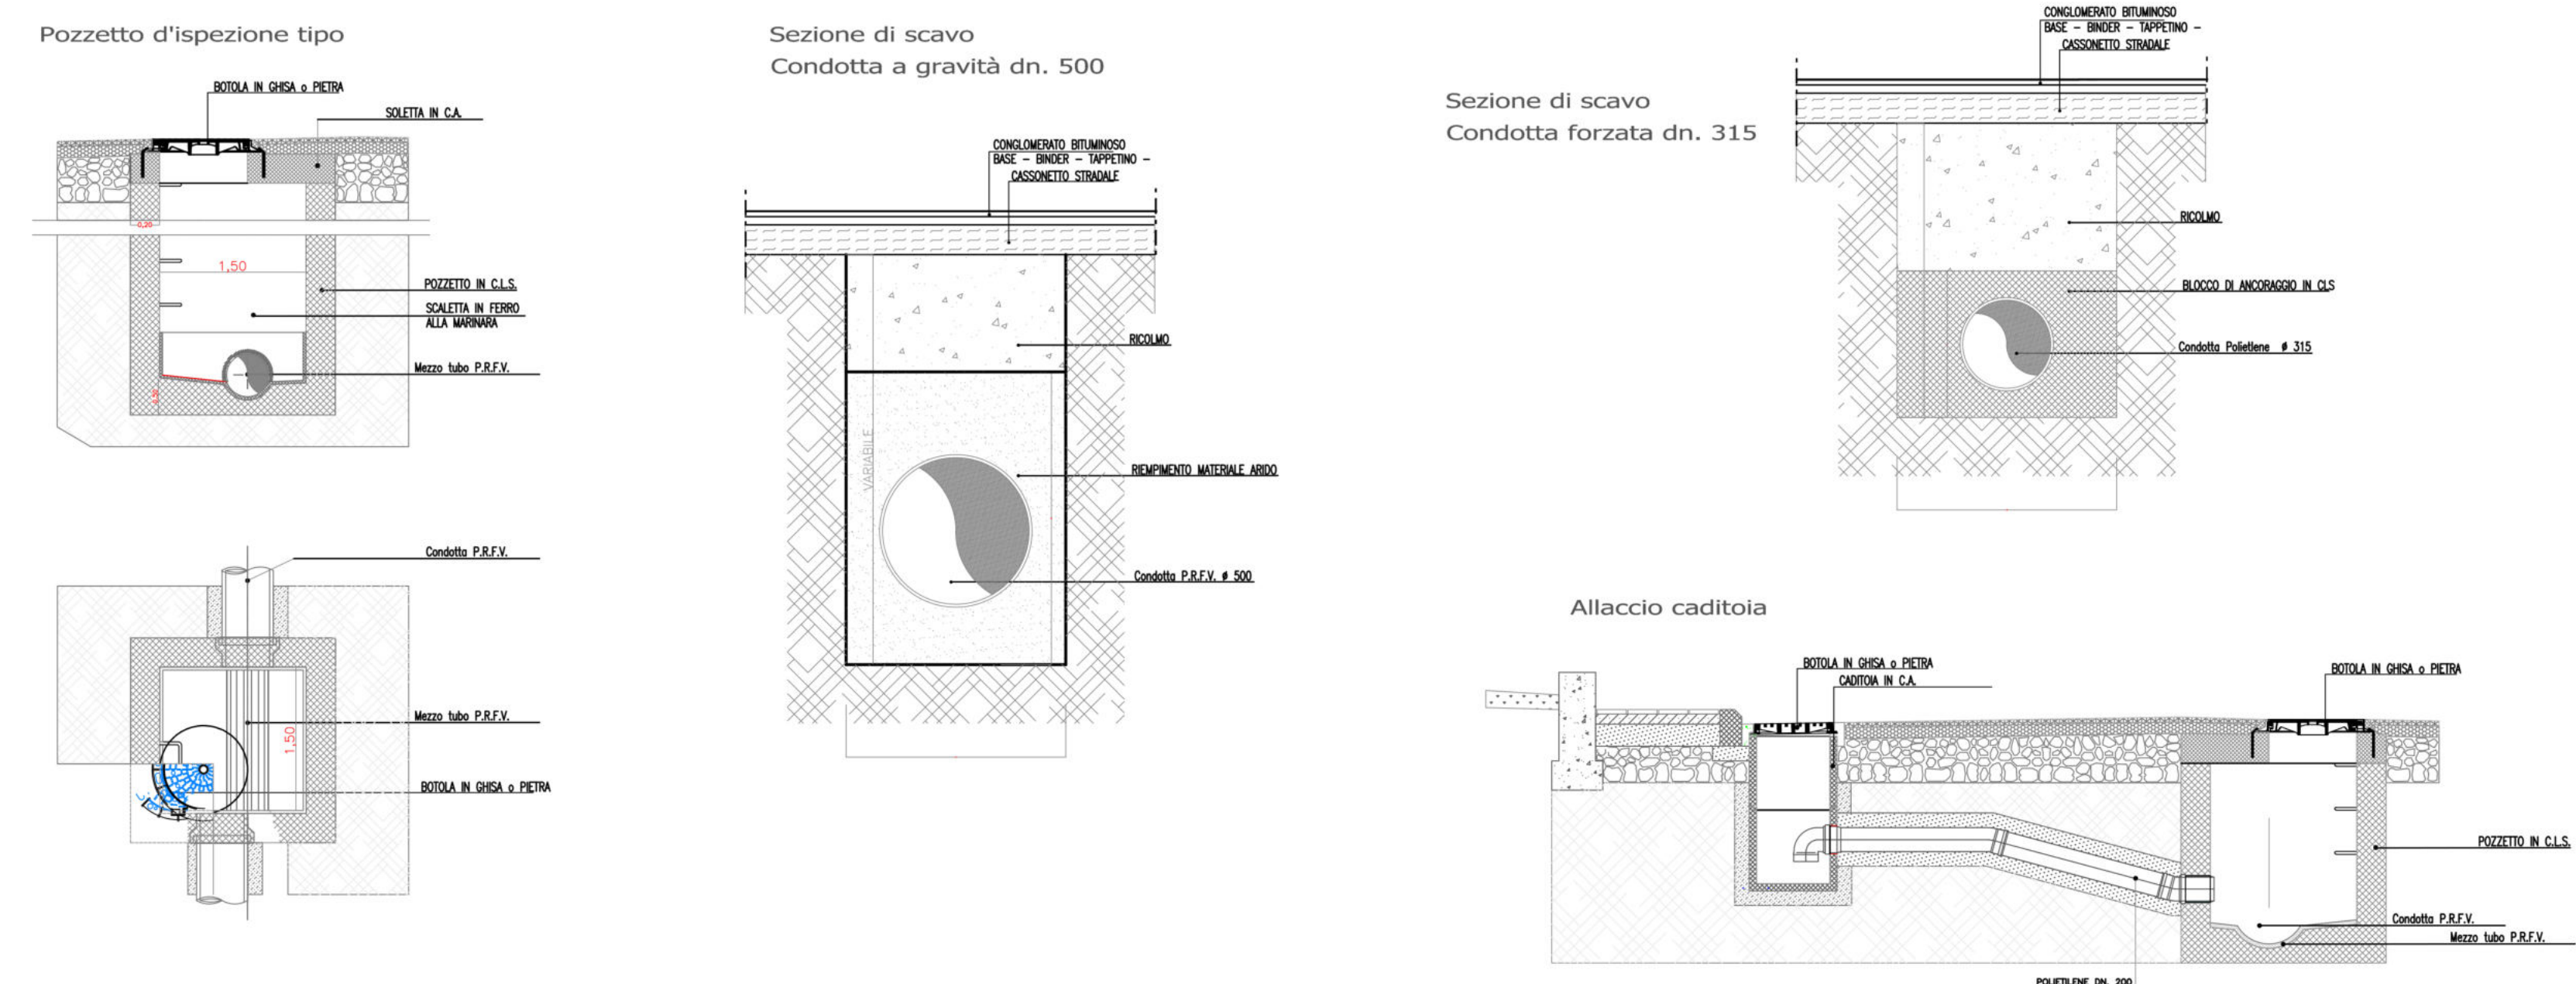 Pozzetto d'ispezione tipo
BOTOLA IN GHISA o PIETRA
SOLETTA IN C.A.
0,20
1,50
POZZETTO IN C.L.S.
SCALETTA IN FERRO
ALLA MARINARA
Mezzo tubo P.R.F.V.
Condotta P.R.F.V.
Mezzo tubo P.R.F.V.
1,50
BOTOLA IN GHISA o PIETRA
Sezione di scavo
Condotta a gravità dn. 500
CONGLOMERATO BITUMINOSO
BASE - BINDER - TAPPETINO -
CASSONETTO STRADALE
RICOLMO
VARIABILE
RIEMPIMENTO MATERIALE ARIDO
Condotta P.R.F.V. ø 500
Sezione di scavo
Condotta forzata dn. 315
CONGLOMERATO BITUMINOSO
BASE - BINDER - TAPPETINO -
CASSONETTO STRADALE
RICOLMO
BLOCCO DI ANCORAGGIO IN CLS
Condotta Polietlene ø 315
Allaccio caditoia
BOTOLA IN GHISA o PIETRA
CADITOIA IN C.A.
BOTOLA IN GHISA o PIETRA
POZZETTO IN C.L.S.
Condotta P.R.F.V.
Mezzo tubo P.R.F.V.
POLIETILENE DN. 200